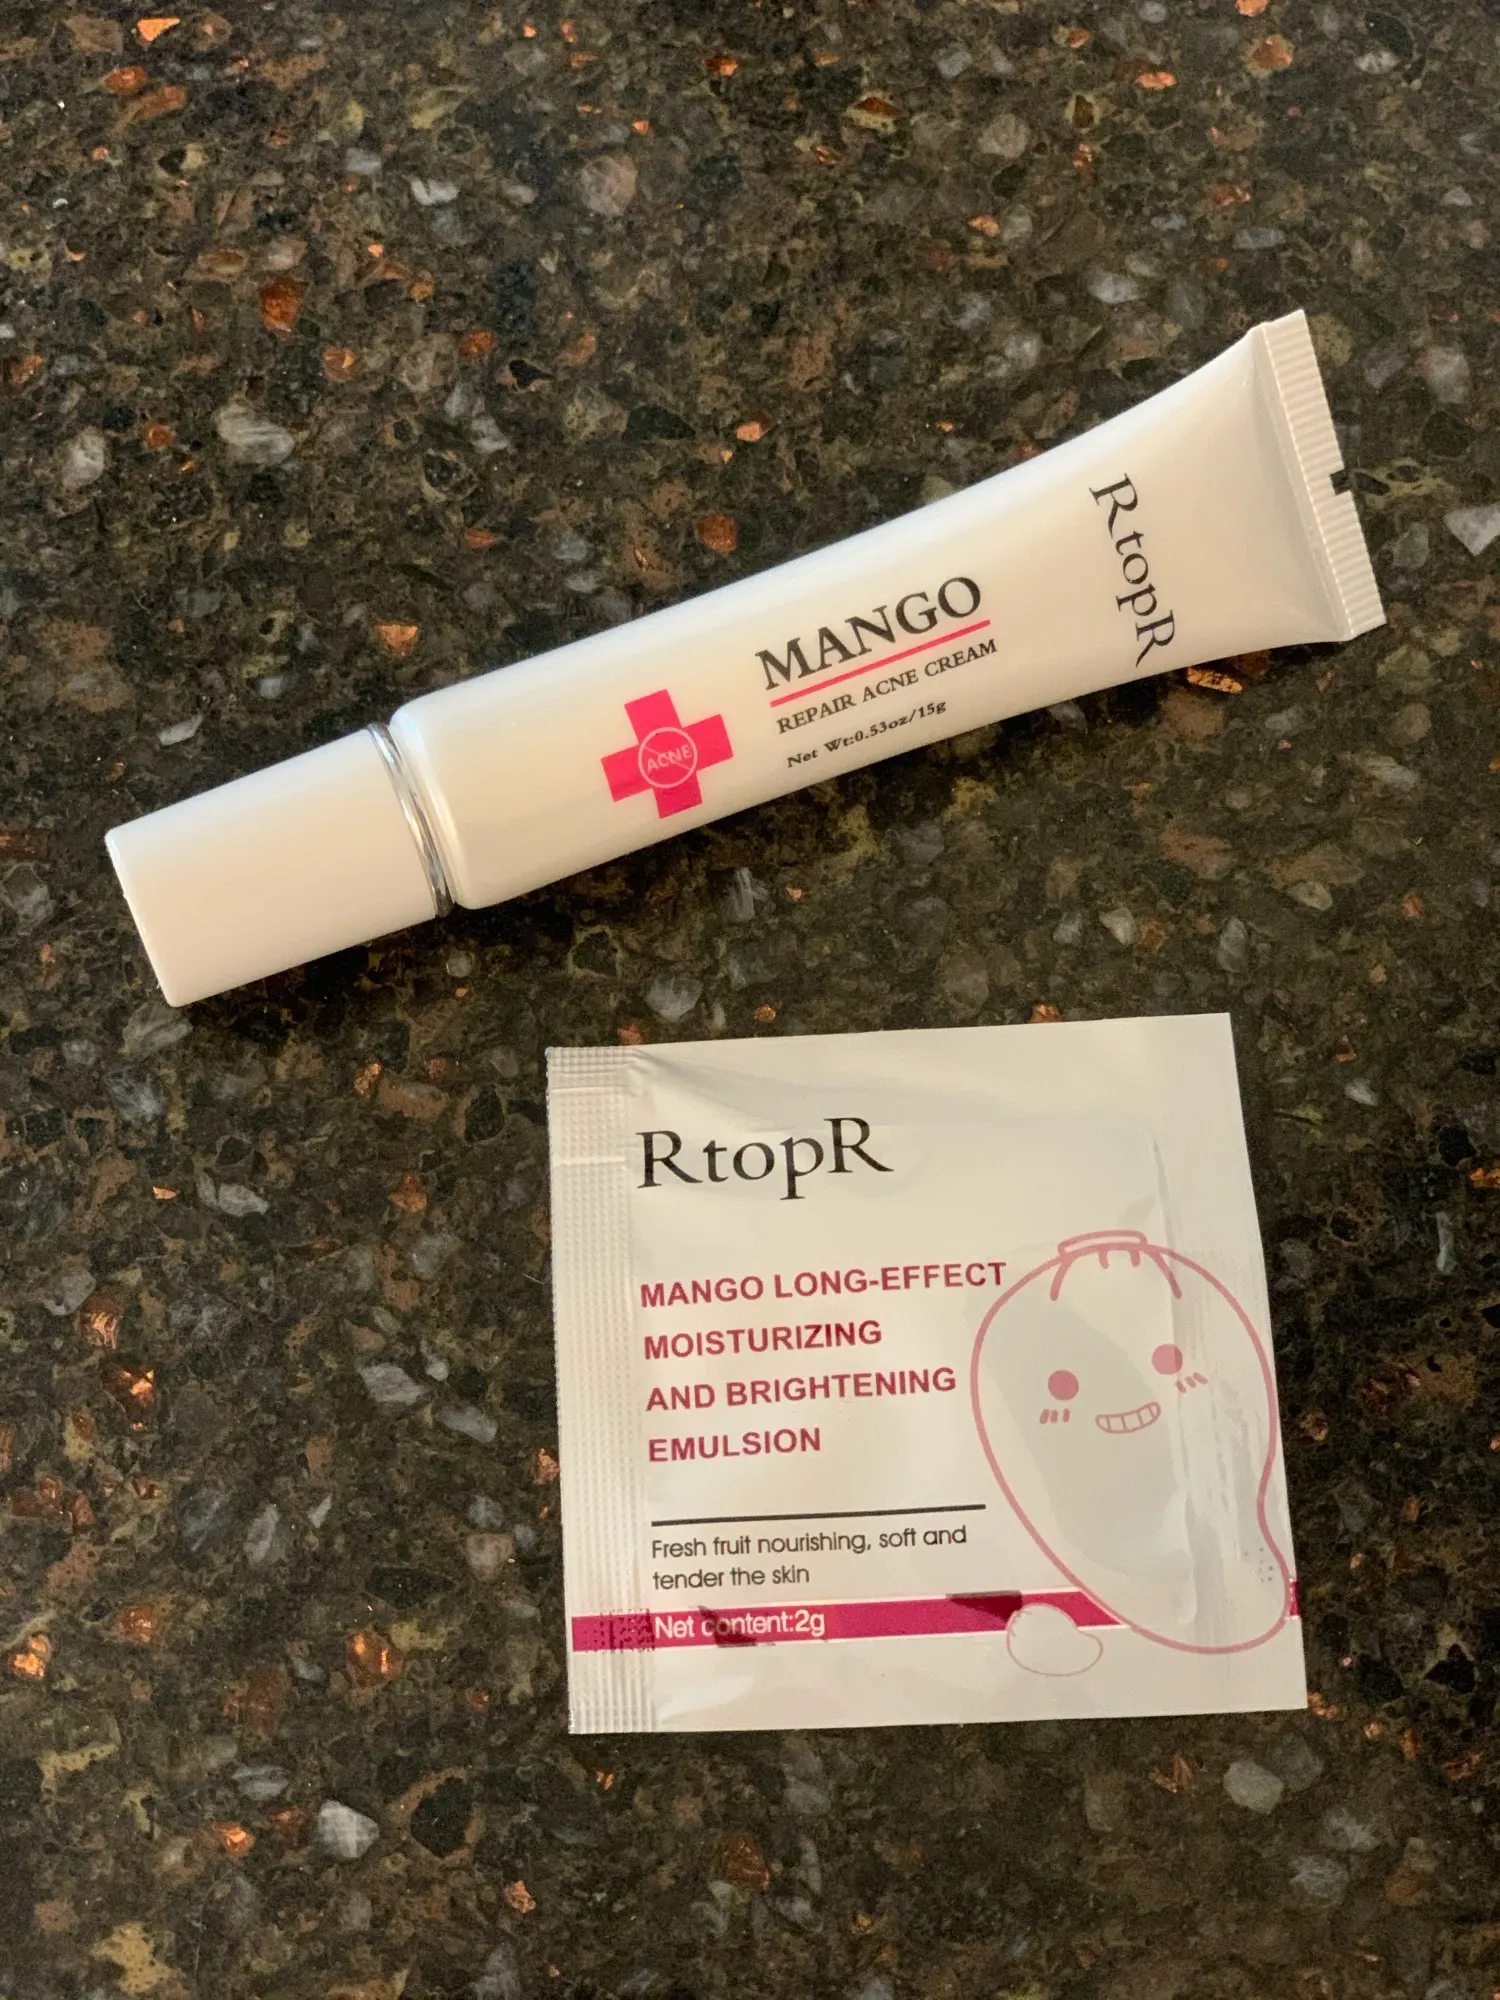 RtopR
MANGO
REPAIR ACNE CREAM
Net Wt:0.53oz/15g
ACNE
RtopR
MANGO LONG-EFFECT
MOISTURIZING
AND BRIGHTENING
EMULSION
Fresh fruit nourishing, soft and
tender the skin
Net content:2g